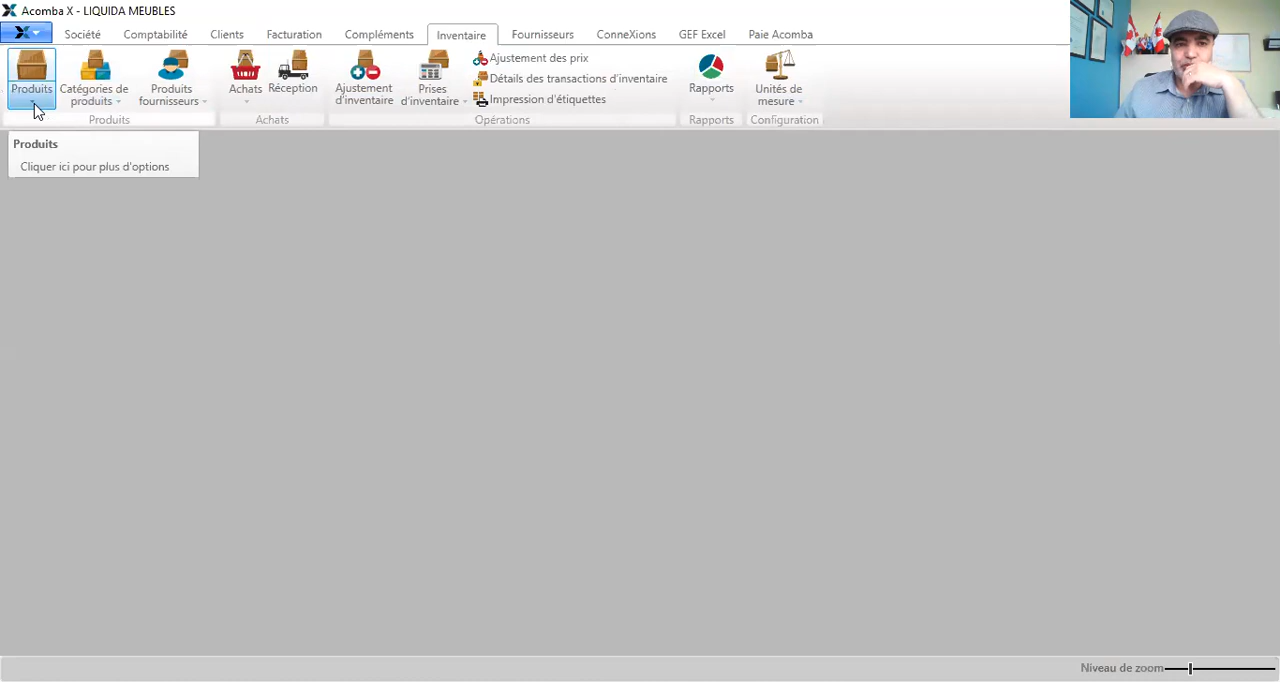 Acomba X - LIQUIDA MEUBLES
Société Comptabilité Clients Facturation Compléments Inventaire Fournisseurs ConneXions GEF Excel Paie Acomba
Produits
Catégories de produits
Produits fournisseurs
Achats
Réception
Ajustement d'inventaire
Prises d'inventaire
Ajustement des prix
Détails des transactions d'inventaire
Impression d'étiquettes
Rapports
Unités de mesure
Produits Achats Opérations Rapports Configuration
Produits
Cliquer ici pour plus d'options
Niveau de zoom